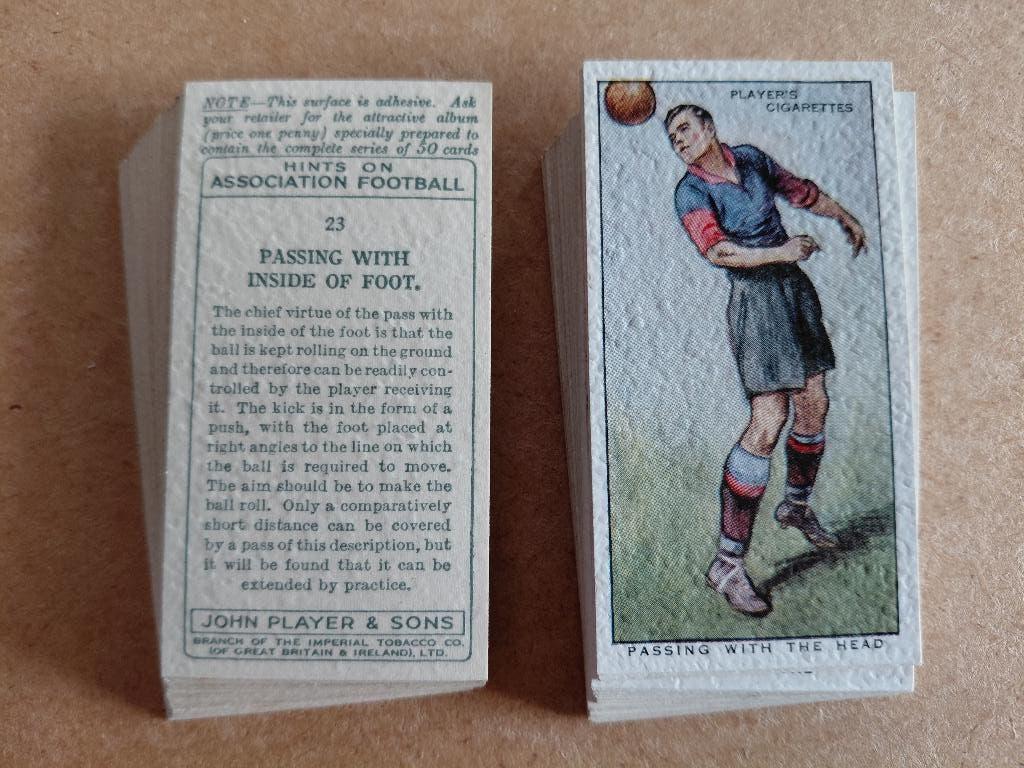 NOTE—This surface is adhesive. Ask
your retailer for the attractive album
(price one penny) specially prepared to
contain the complete series of 50 cards
HINTS ON
ASSOCIATION FOOTBALL
23
PASSING WITH
INSIDE OF FOOT.
The chief virtue of the pass with
the inside of the foot is that the
ball is kept rolling on the ground
and therefore can be readily con-
trolled by the player receiving
it. The kick is in the form of a
push, with the foot placed at
right angles to the line on which
the ball is required to move.
The aim should be to make the
ball roll. Only a comparatively
short distance can be covered
by a pass of this description, but
it will be found that it can be
extended by practice.
JOHN PLAYER & SONS
BRANCH OF THE IMPERIAL TOBACCO CO.
(OF GREAT BRITAIN & IRELAND), LTD.
PLAYER'S
CIGARETTES
PASSING WITH THE HEAD